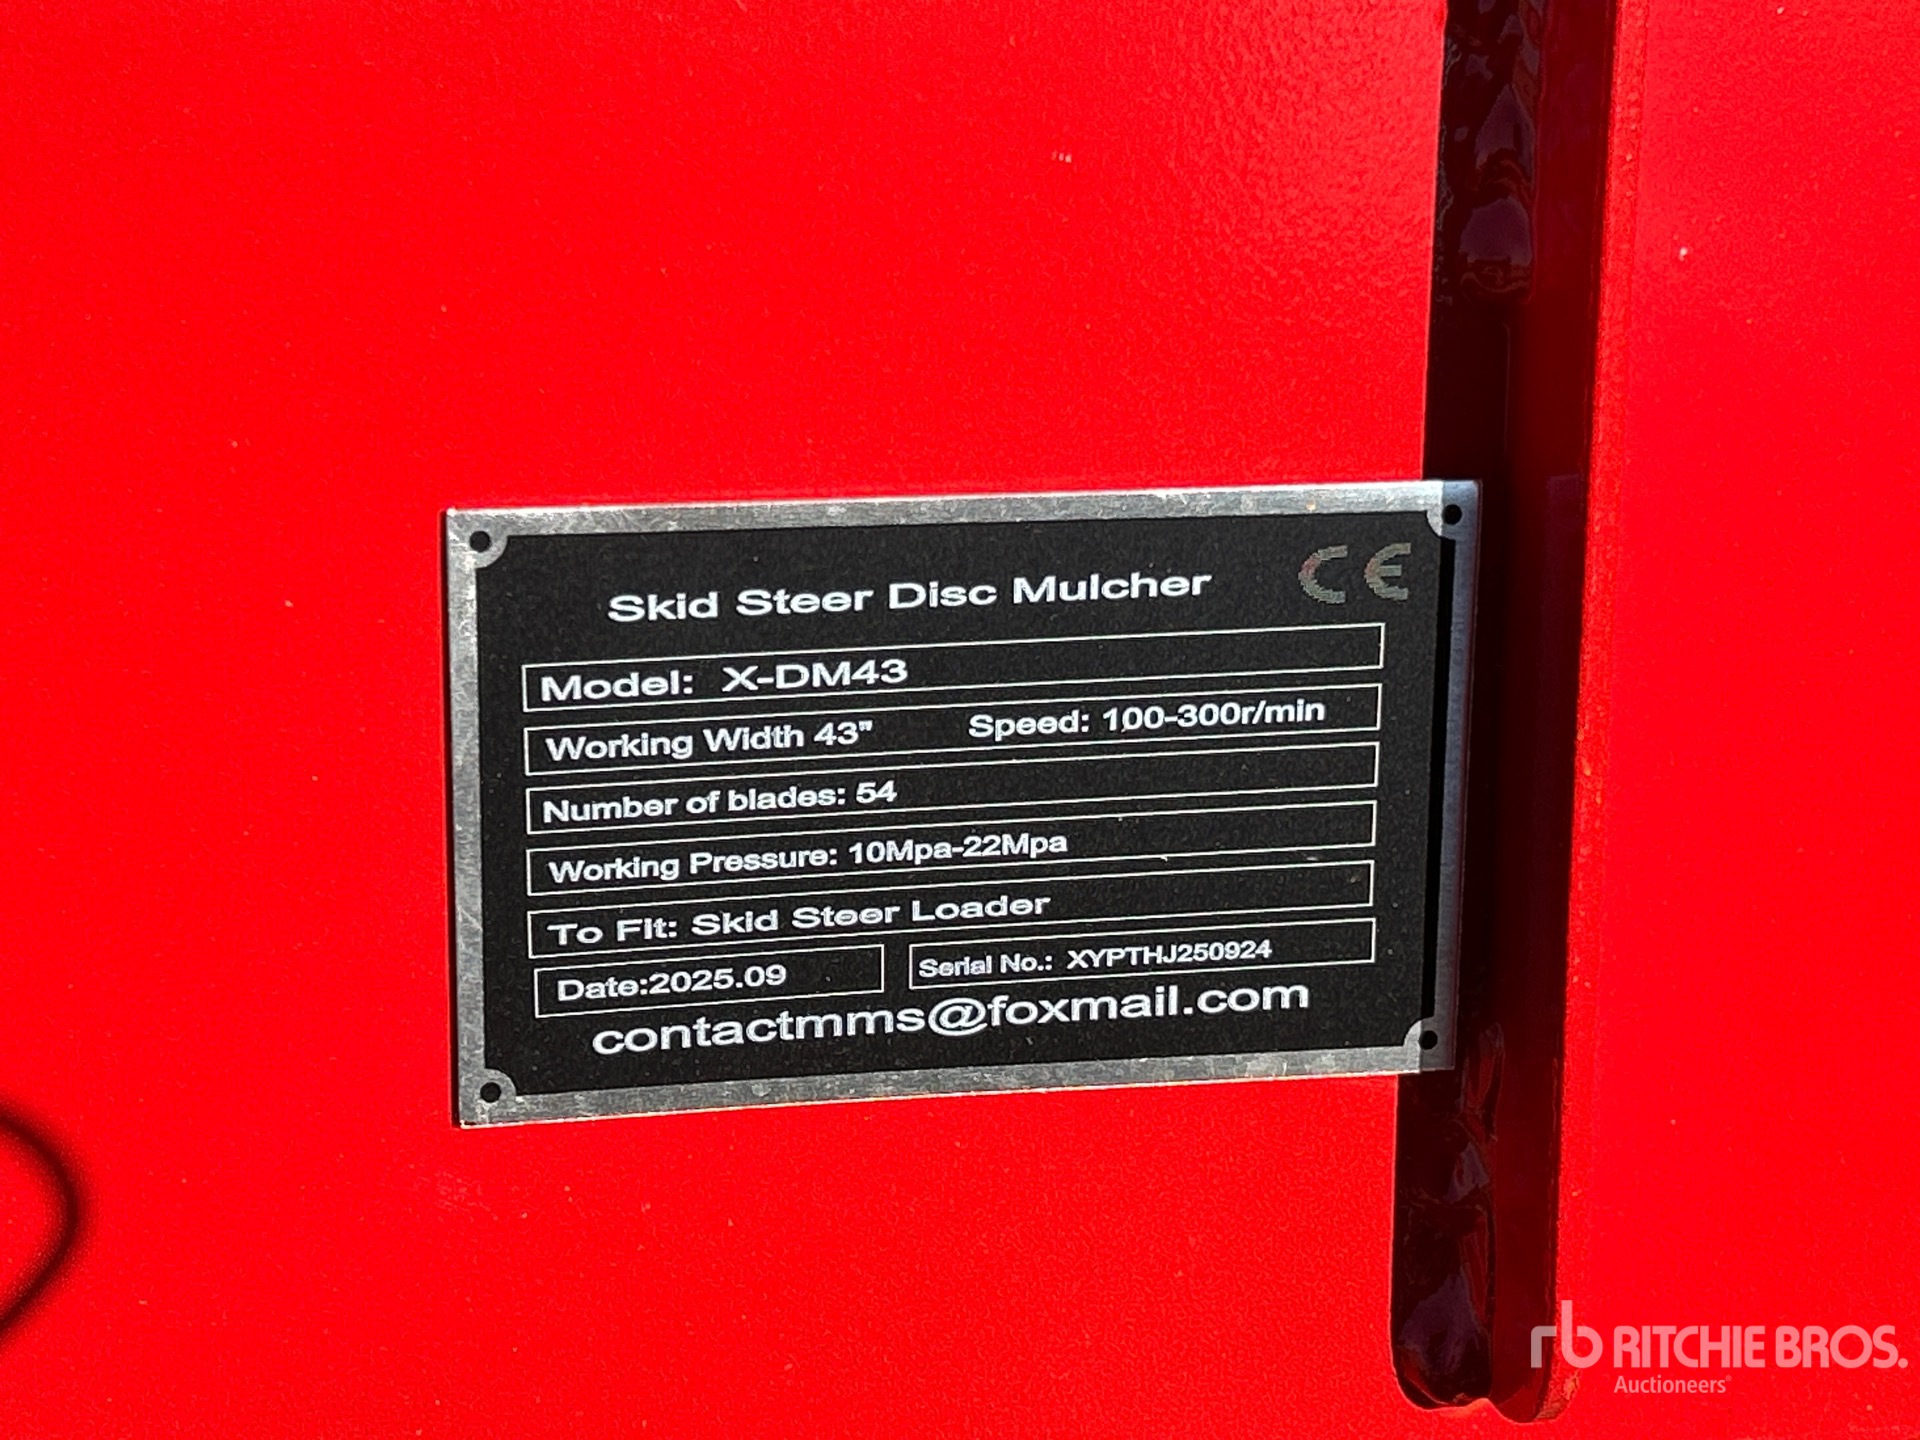 CE
Skid Steer Disc Mulcher
Model: X-DM43
Working Width 43" Speed: 100-300r/min
Number of blades: 54
Working Pressure: 10Mpa-22Mpa
To Fit: Skid Steer Loader
Date:2025.09 Serial No.: XYPTHJ250924
contactmms@foxmail.com
rb RITCHIE BROS.
Auctioneers